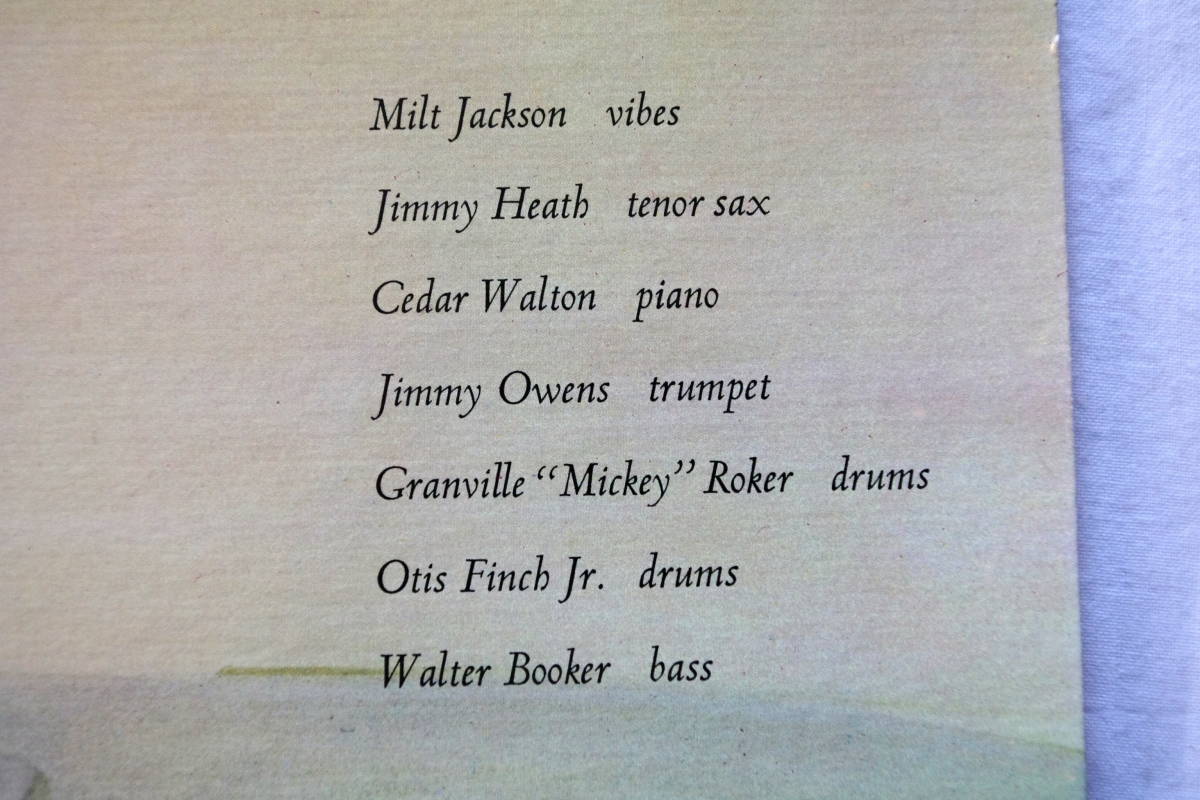 Milt Jackson vibes
Jimmy Heath tenor sax
Cedar Walton piano
Jimmy Owens trumpet
Granville “Mickey” Roker drums
Otis Finch Jr. drums
Walter Booker bass